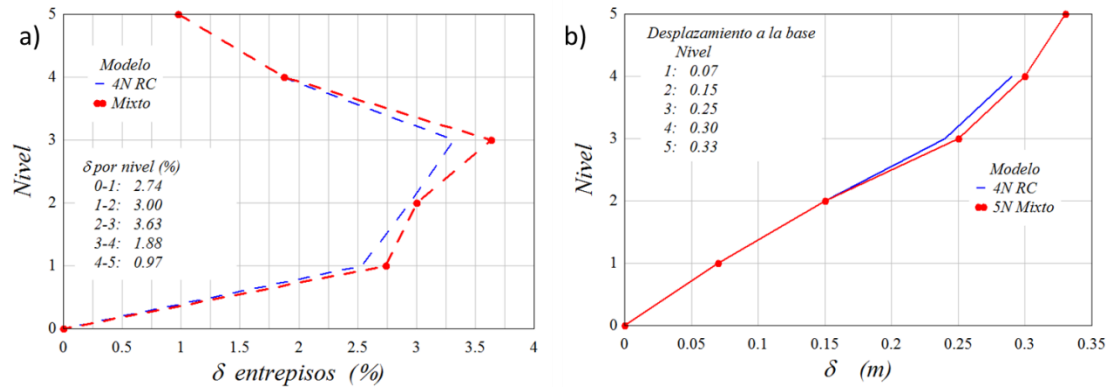 a)
Nivel
5
4
3
2
1
0
Modelo
4N RC
Mixto
δ por nivel (%)
0-1: 2.74
1-2: 3.00
2-3: 3.63
3-4: 1.88
4-5: 0.97
0 0.5 1 1.5 2 2.5 3 3.5 4
δ entrepisos (%)
b)
Nivel
5
4
3
2
1
0
Desplazamiento a la base
Nivel
1: 0.07
2: 0.15
3: 0.25
4: 0.30
5: 0.33
Modelo
4N RC
5N Mixto
0 0.05 0.1 0.15 0.2 0.25 0.3 0.35
δ (m)